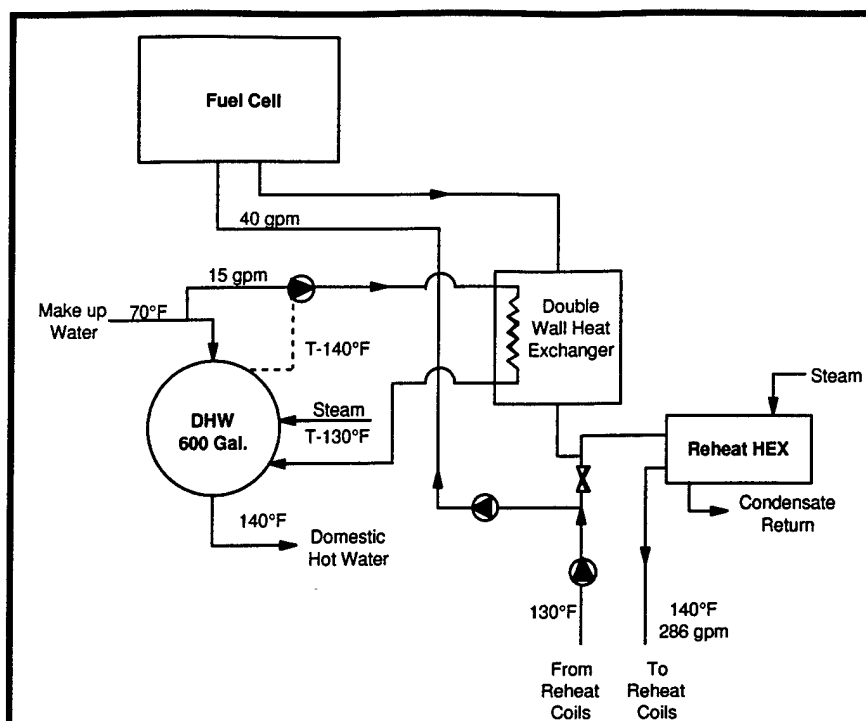 Fuel Cell
40 gpm
15 gpm
Make up
Water
70°F
Double
Wall Heat
Exchanger
T-140°F
Steam
DHW
600 Gal.
Steam
T-130°F
Reheat HEX
140°F
Domestic
Hot Water
Condensate
Return
130°F
140°F
286 gpm
From
Reheat
Coils
To
Reheat
Coils